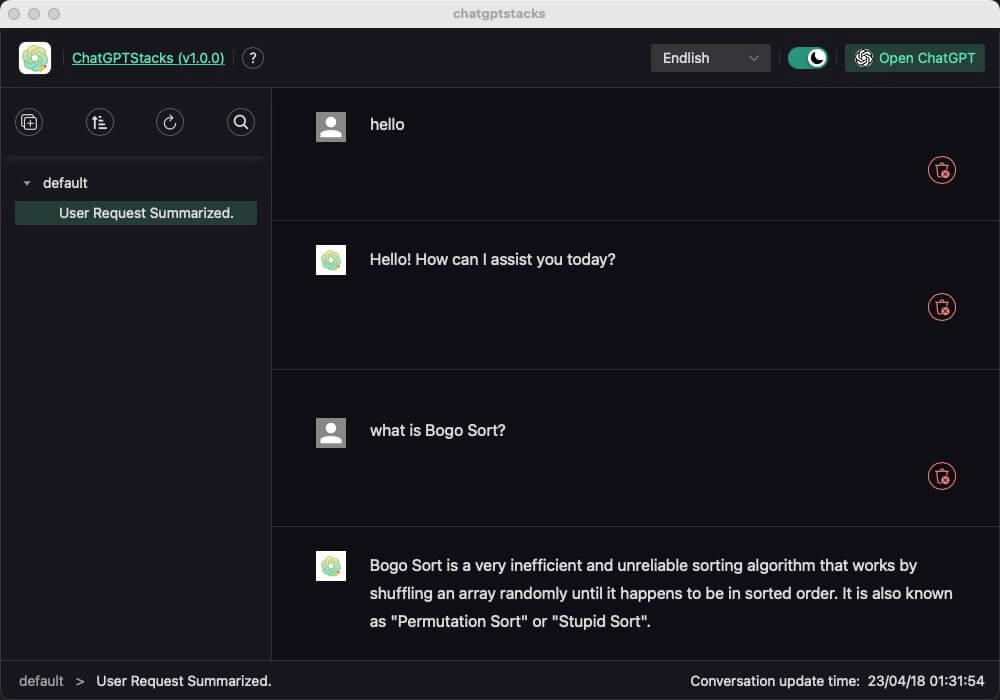 chatgptstacks
ChatGPTStacks (v1.0.0)
?
Endlish
Open ChatGPT
default
User Request Summarized.
hello
Hello! How can I assist you today?
what is Bogo Sort?
Bogo Sort is a very inefficient and unreliable sorting algorithm that works by
shuffling an array randomly until it happens to be in sorted order. It is also known
as "Permutation Sort" or "Stupid Sort".
default > User Request Summarized.
Conversation update time: 23/04/18 01:31:54